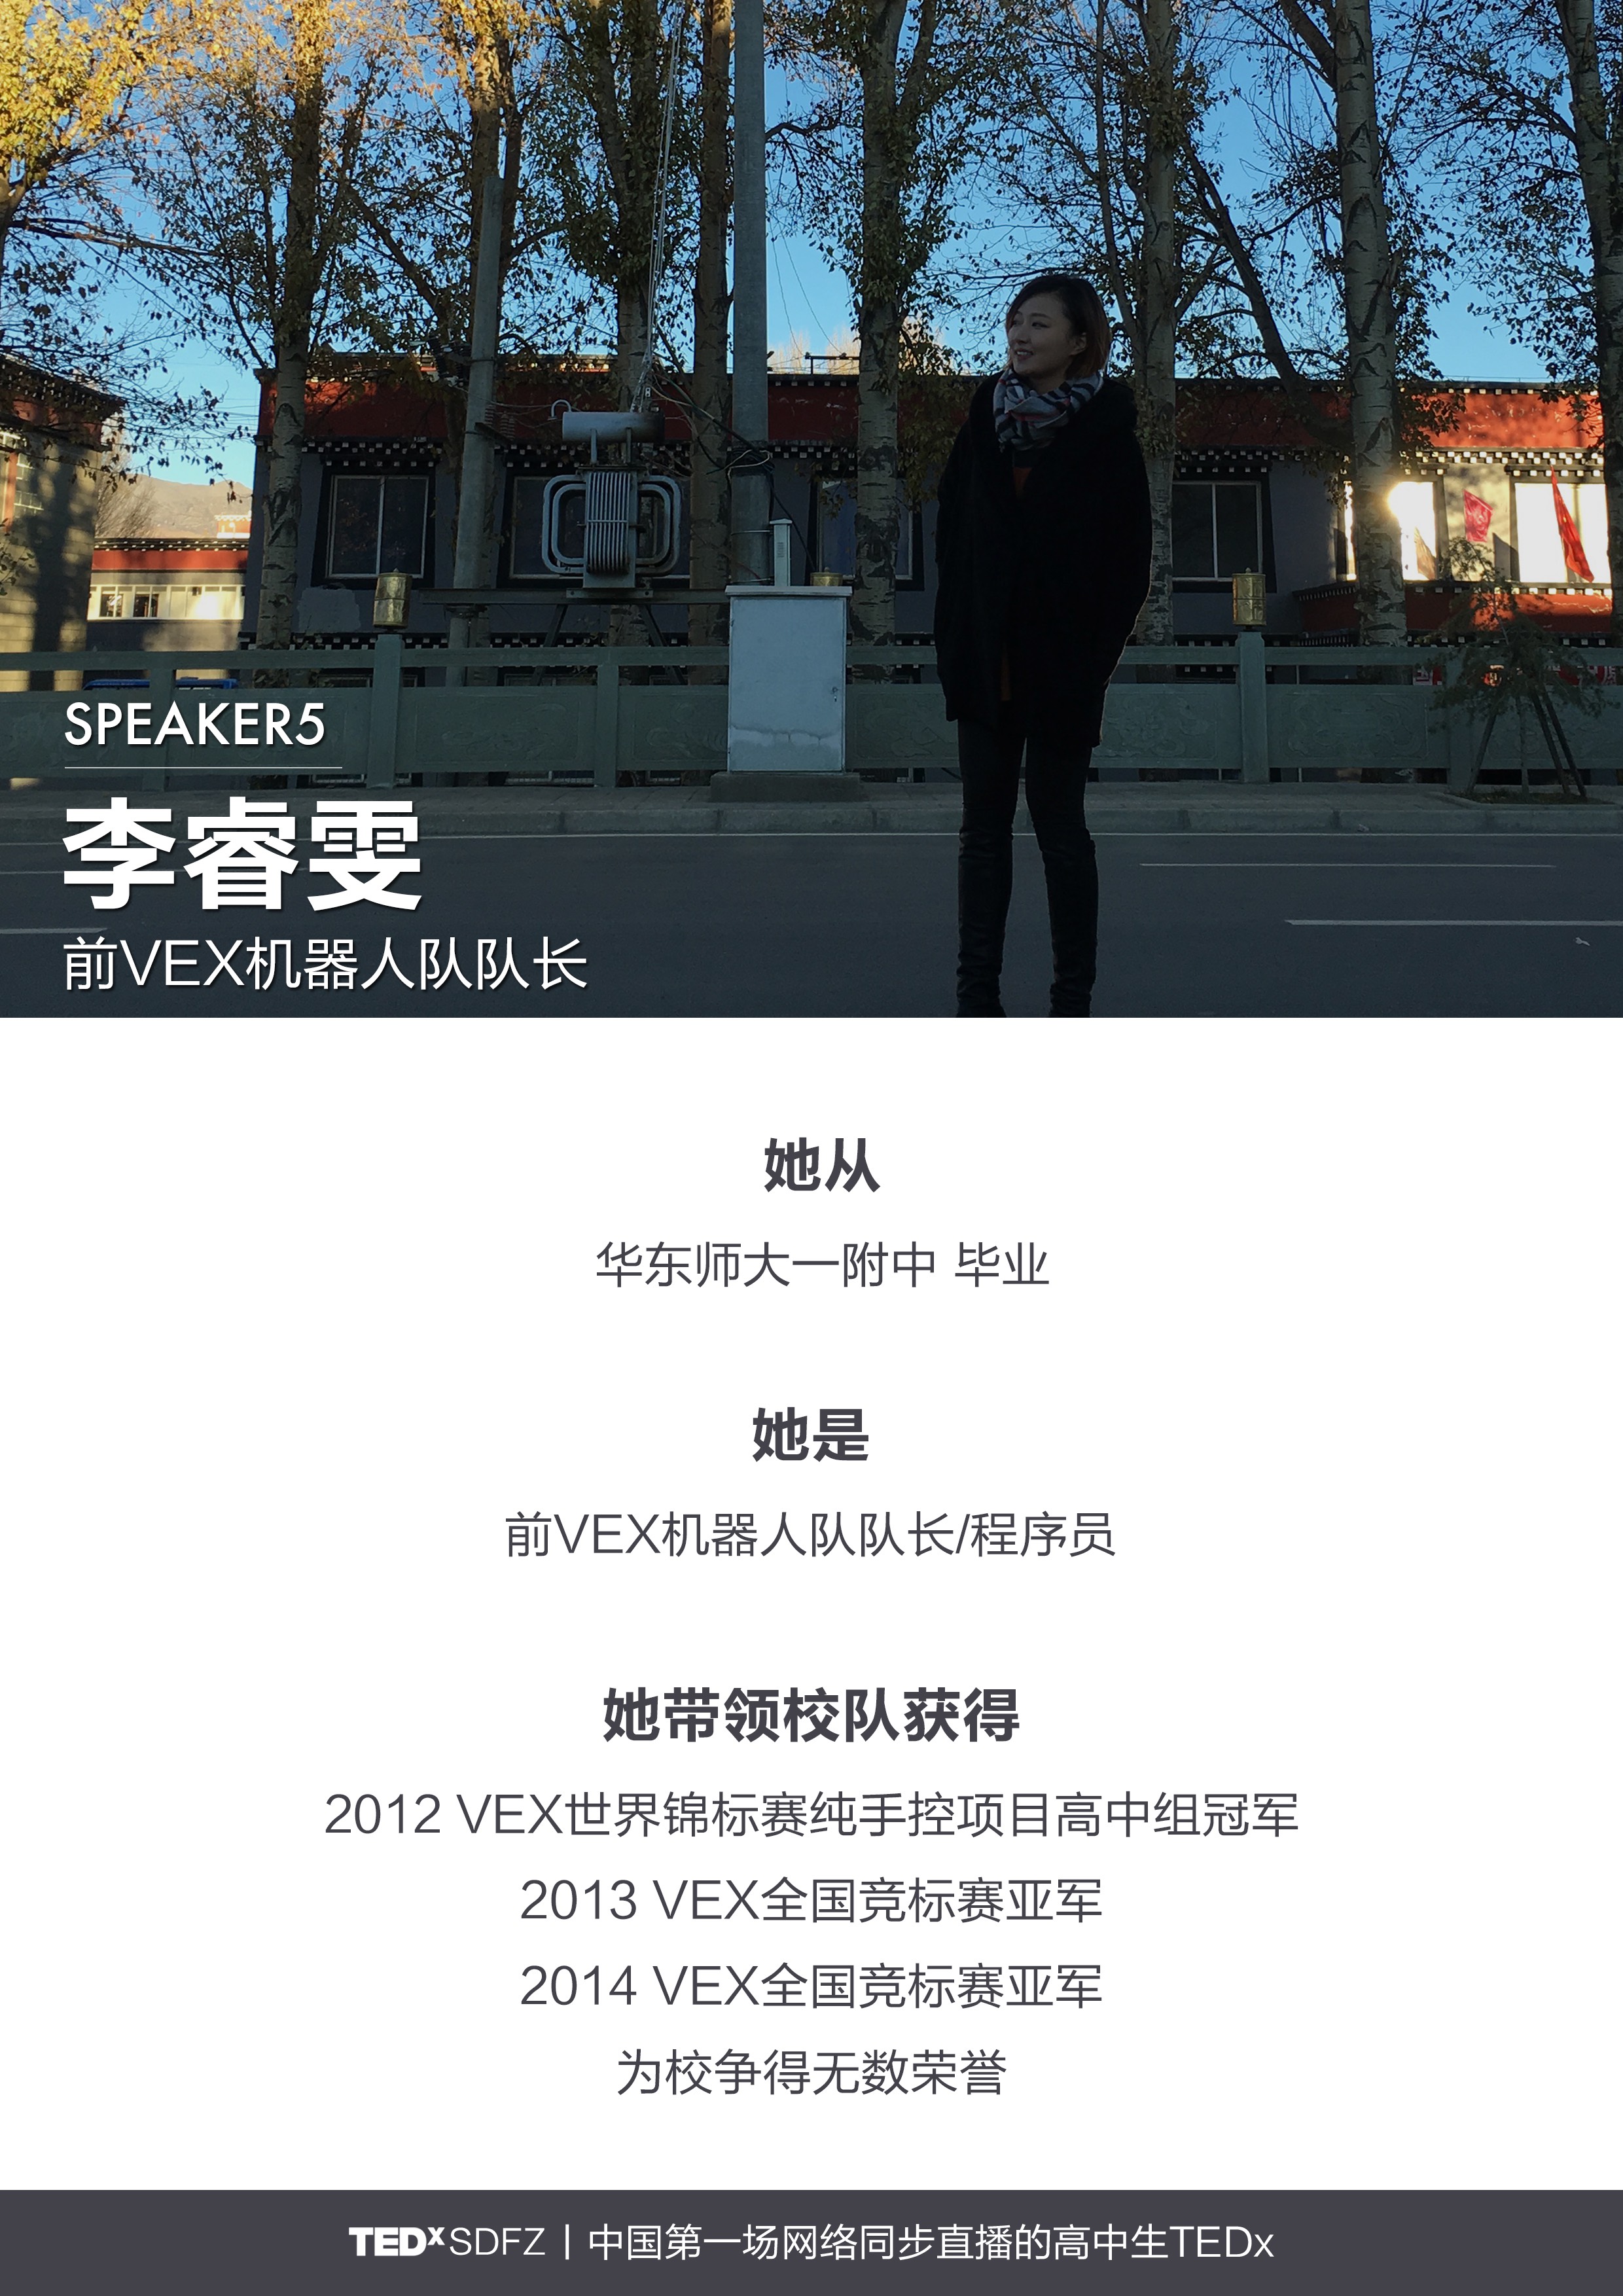 SPEAKER5
李睿雯
前VEX机器人队队长
她从
华东师大一附中 毕业
她是
前VEX机器人队队长/程序员
她带领校队获得
2012 VEX世界锦标赛纯手控项目高中组冠军
2013 VEX全国竞标赛亚军
2014 VEX全国竞标赛亚军
为校争得无数荣誉
TEDxSDFZ | 中国第一场网络同步直播的高中生TEDx